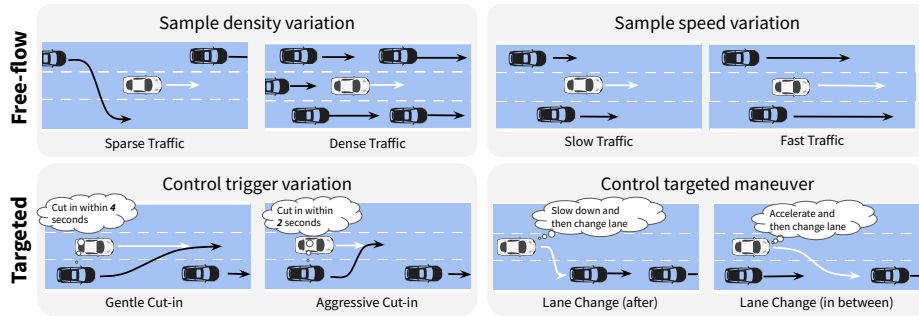 Free-flow
Sample density variation
Sparse Traffic
Dense Traffic
Sample speed variation
Slow Traffic
Fast Traffic
Targeted
Control trigger variation
Cut in within 4
seconds
Gentle Cut-in
Cut in within
2 seconds
Aggressive Cut-in
Control targeted maneuver
Slow down and
then change lane
Lane Change (after)
Accelerate and
then change lane
Lane Change (in between)